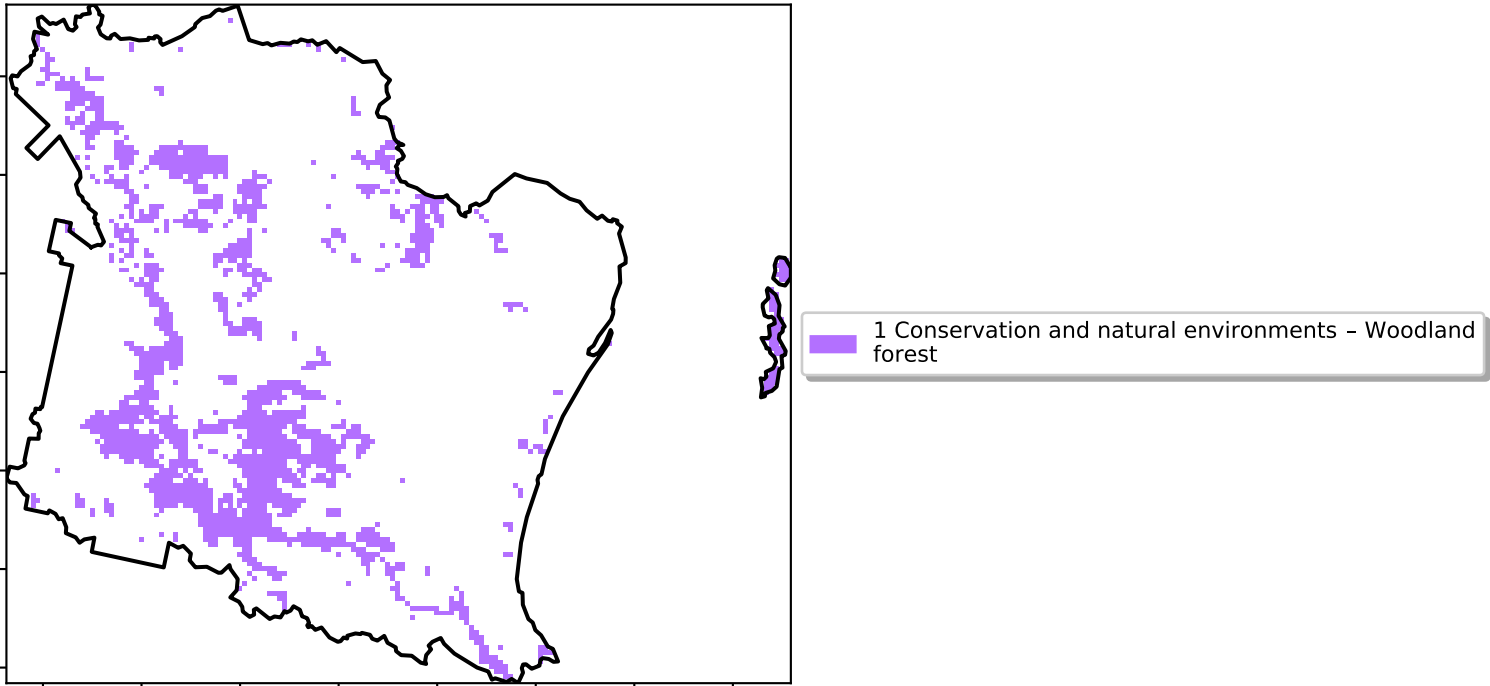 1 Conservation and natural environments – Woodland
forest